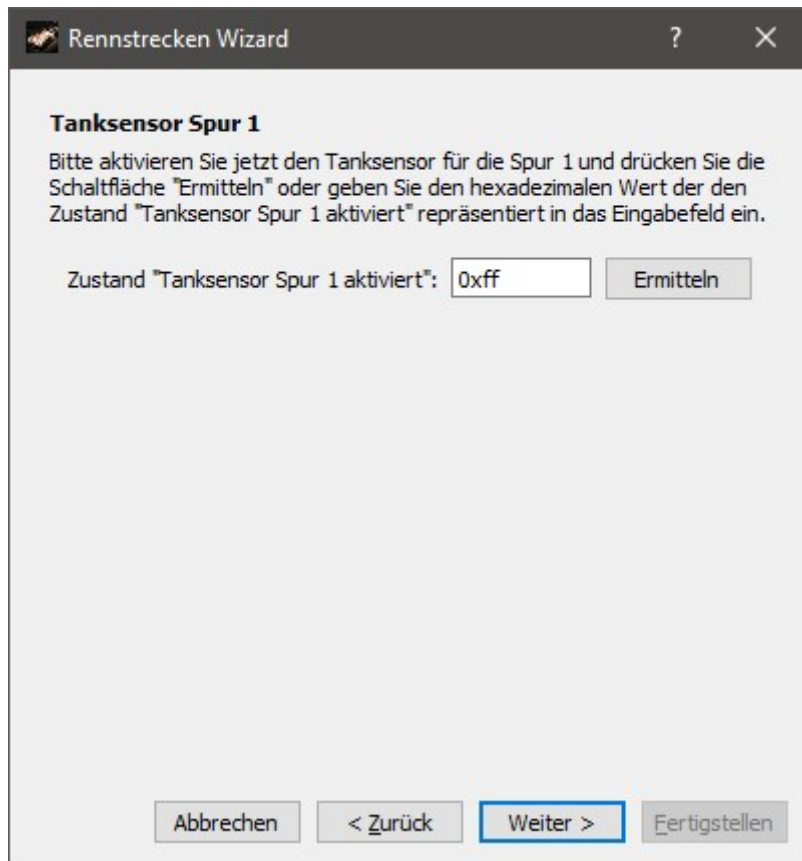 Rennstrecken Wizard
Tanksensor Spur 1
Bitte aktivieren Sie jetzt den Tanksensor für die Spur 1 und drücken Sie die
Schaltfläche "Ermitteln" oder geben Sie den hexadezimalen Wert der den
Zustand "Tanksensor Spur 1 aktiviert" repräsentiert in das Eingabefeld ein.
Zustand "Tanksensor Spur 1 aktiviert": 0xff Ermitteln
Abbrechen < Zurück Weiter > Fertigstellen